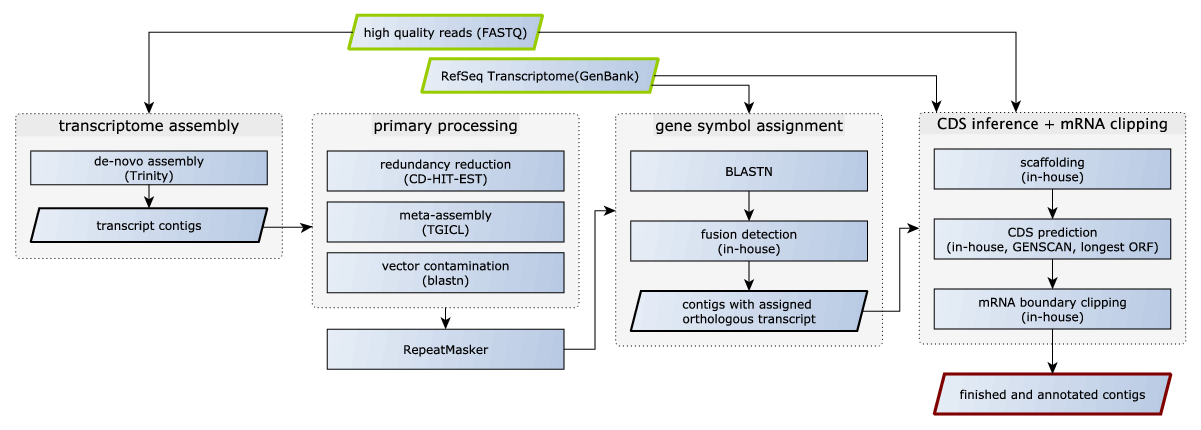 high quality reads (FASTQ)
RefSeq Transcriptome(GenBank)
transcriptome assembly
de-novo assembly
(Trinity)
transcript contigs
primary processing
redundancy reduction
(CD-HIT-EST)
meta-assembly
(TGICL)
vector contamination
(blastn)
RepeatMasker
gene symbol assignment
BLASTN
fusion detection
(in-house)
contigs with assigned
orthologous transcript
CDS inference + mRNA clipping
scaffolding
(in-house)
CDS prediction
(in-house, GENSCAN, longest ORF)
mRNA boundary clipping
(in-house)
finished and annotated contigs